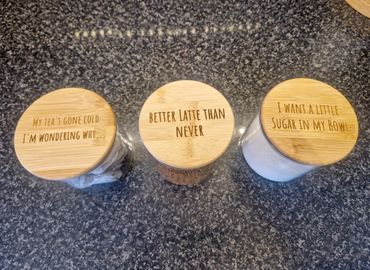 My tea's gone cold
I'm wondering why...
Better latte than
never
I want a little
sugar in my bowl